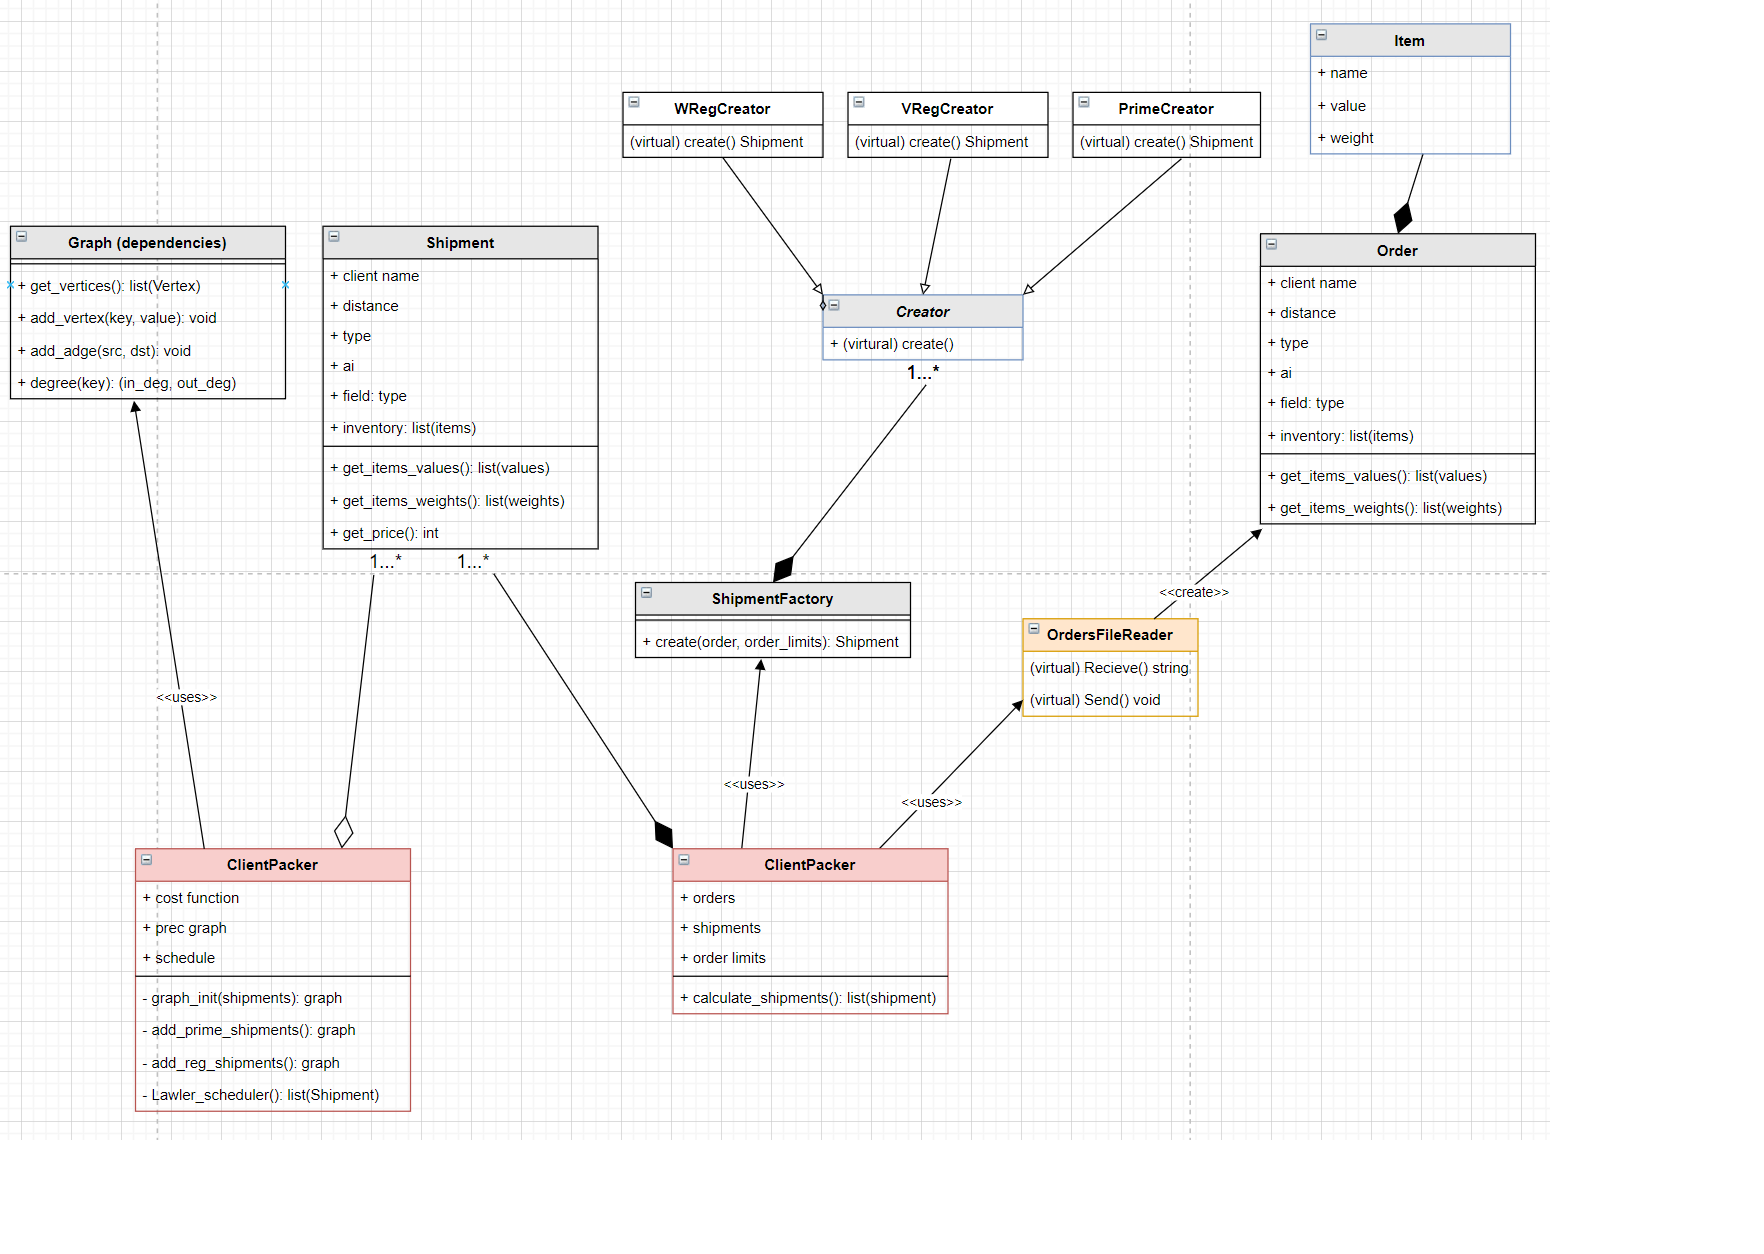 Item
+ name
+ value
+ weight
WRegCreator
(virtual) create() Shipment
VRegCreator
(virtual) create() Shipment
PrimeCreator
(virtual) create() Shipment
Graph (dependencies)
+ get_vertices(): list(Vertex)
+ add_vertex(key, value): void
+ add_adge(src, dst): void
+ degree(key): (in_deg, out_deg)
Shipment
+ client name
+ distance
+ type
+ ai
+ field: type
+ inventory: list(items)
+ get_items_values(): list(values)
+ get_items_weights(): list(weights)
+ get_price(): int
1...*
1...*
Creator
+ (virtural) create()
1...*
Order
+ client name
+ distance
+ type
+ ai
+ field: type
+ inventory: list(items)
+ get_items_values(): list(values)
+ get_items_weights(): list(weights)
ShipmentFactory
+ create(order, order_limits): Shipment
<<create>>
OrdersFileReader
(virtual) Recieve() string
(virtual) Send() void
<<uses>>
<<uses>>
<<uses>>
ClientPacker
+ cost function
+ prec graph
+ schedule
- graph_init(shipments): graph
- add_prime_shipments(): graph
- add_reg_shipments(): graph
- Lawler_scheduler(): list(Shipment)
ClientPacker
+ orders
+ shipments
+ order limits
+ calculate_shipments(): list(shipment)